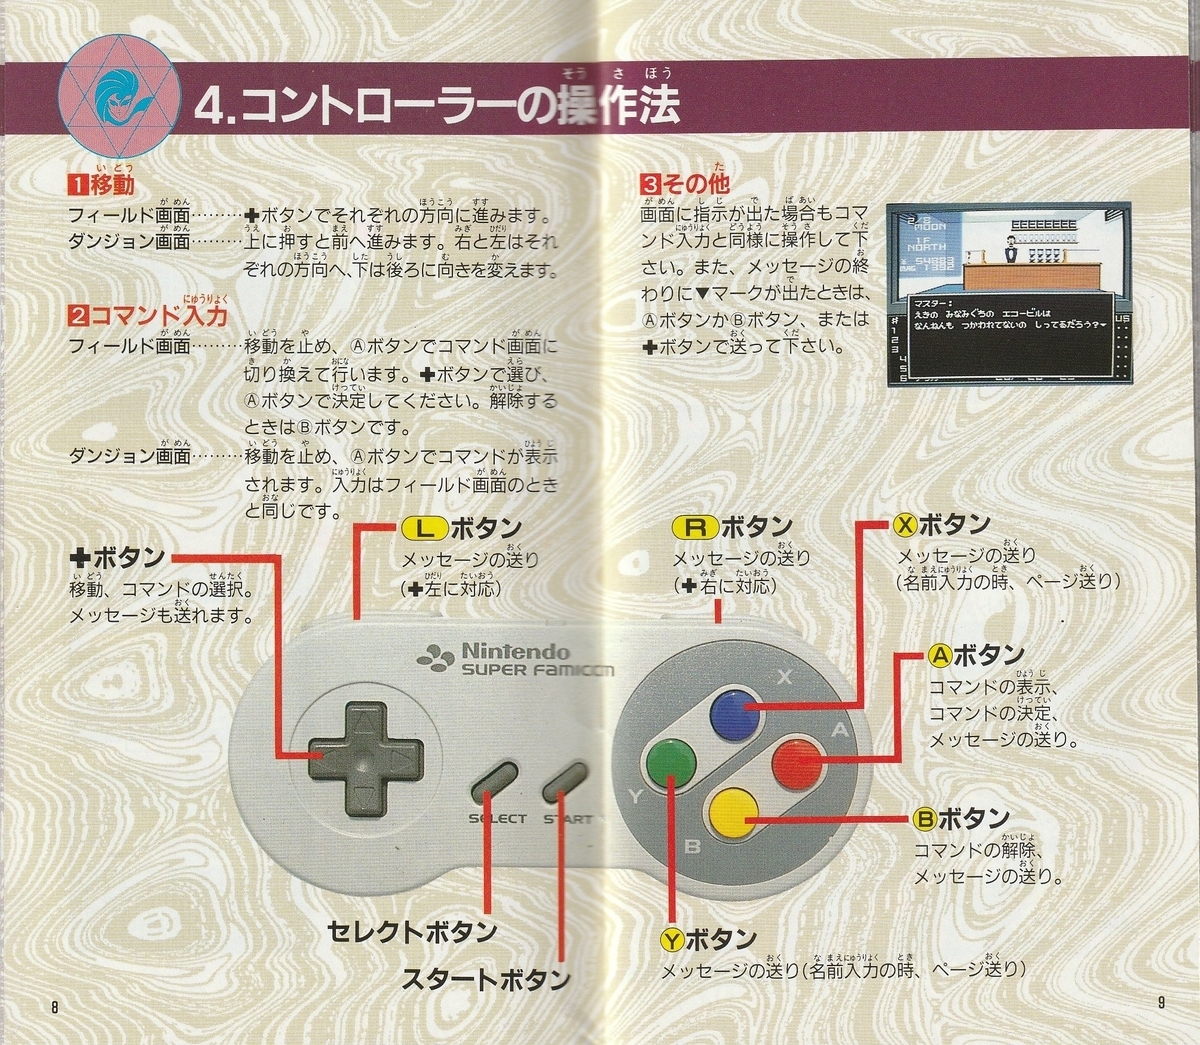 4.コントローラーの操作法
そうさほう
1移動
いどう
フィールド画面………✚ボタンでそれぞれの方向に進みます。
ダンジョン画面………上に押すと前へ進みます。右と左はそれ
ぞれの方向へ、下は後ろに向きを変えます。
2コマンド入力
にゅうりょく
フィールド画面………移動を止め、Ⓐボタンでコマンド画面に
切り換えて行います。✚ボタンで選び、
Ⓐボタンで決定してください。解除する
ときはⒷボタンです。
ダンジョン画面………移動を止め、Ⓐボタンでコマンドが表示
されます。入力はフィールド画面のとき
と同じです。
3その他
た
画面に指示が出た場合もコマ
ンド入力と同様に操作して下
さい。また、メッセージの終
わりに▼マークが出たときは、
ⒶボタンかⒷボタン、または
✚ボタンで送って下さい。
MOON
1F
NORTH
マスター:
えきの みなみぐちの エコービルは
なんねんも つかわれてないの しってるだろう?
✚ボタン
移動、コマンドの選択。
メッセージも送れます。
Lボタン
メッセージの送り
(✚左に対応)
Rボタン
メッセージの送り
(✚右に対応)
Ⓧボタン
メッセージの送り
(名前入力の時、ページ送り)
Ⓐボタン
コマンドの表示、
コマンドの決定、
メッセージの送り。
Ⓑボタン
コマンドの解除、
メッセージの送り。
Nintendo
SUPER FAMICOM
X
A
Y
B
SELECT
START
セレクトボタン
スタートボタン
Ⓨボタン
メッセージの送り(名前入力の時、ページ送り)
8
9